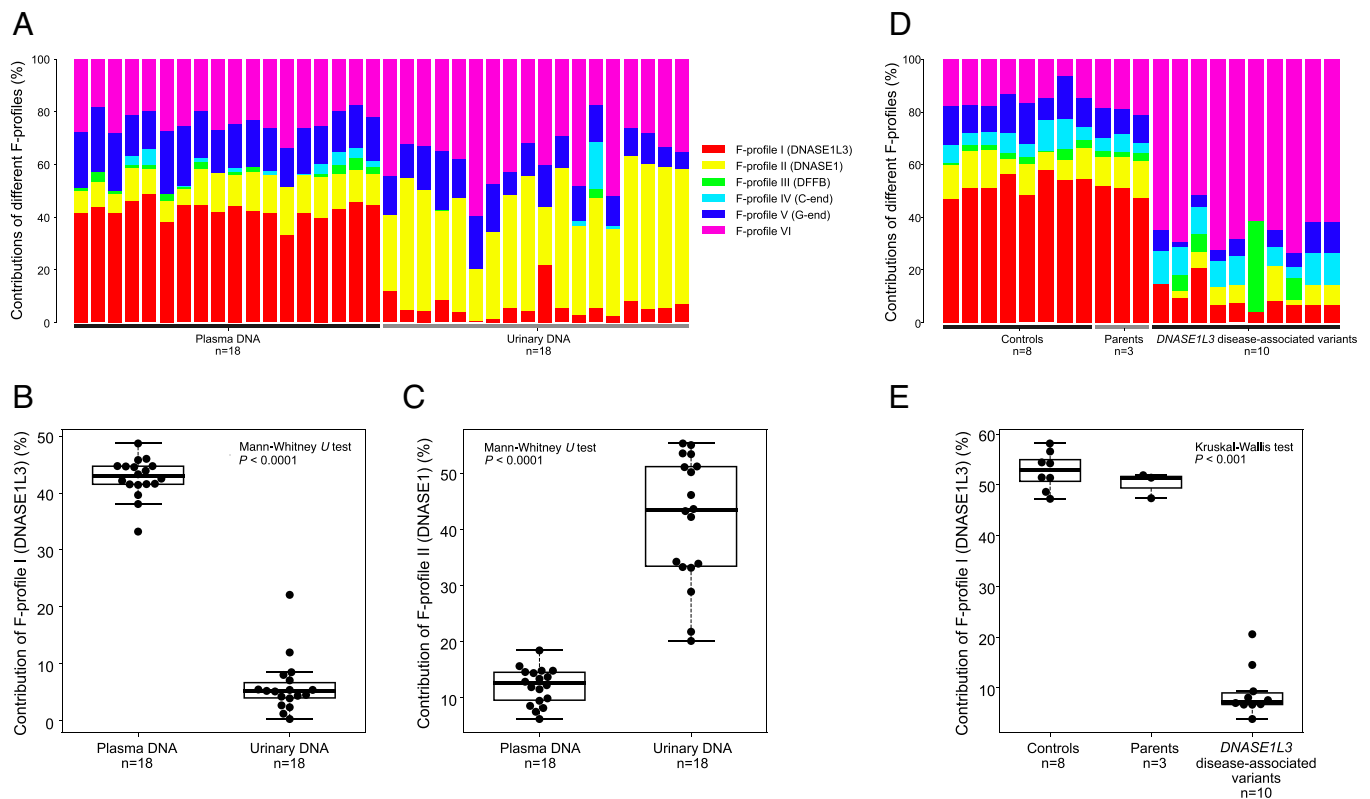 A
Contributions of different F-profiles (%)
100
80
60
40
20
0
Plasma DNA
n=18
Urinary DNA
n=18
F-profile I (DNASE1L3)
F-profile II (DNASE1)
F-profile III (DFFB)
F-profile IV (C-end)
F-profile V (G-end)
F-profile VI
D
Contributions of different F-profiles (%)
100
80
60
40
20
0
Controls
n=8
Parents
n=3
DNASE1L3 disease-associated variants
n=10
B
Contribution of F-profile I (DNASE1L3) (%)
50
40
30
20
10
0
Mann-Whitney U test
P < 0.0001
Plasma DNA
n=18
Urinary DNA
n=18
C
Contribution of F-profile II (DNASE1) (%)
50
40
30
20
10
Mann-Whitney U test
P < 0.0001
Plasma DNA
n=18
Urinary DNA
n=18
E
Contribution of F-profile I (DNASE1L3) (%)
60
50
40
30
20
10
Kruskal-Wallis test
P < 0.001
Controls
n=8
Parents
n=3
DNASE1L3
disease-associated
variants
n=10